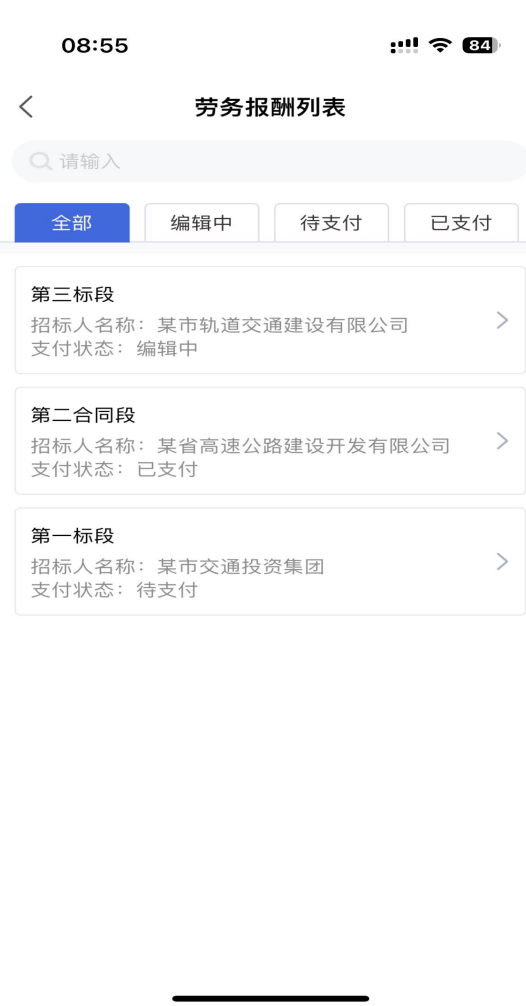 08:55
84
劳务报酬列表
请输入
全部 编辑中 待支付 已支付
第三标段
招标人名称：某市轨道交通建设有限公司
支付状态：编辑中
第二合同段
招标人名称：某省高速公路建设开发有限公司
支付状态：已支付
第一标段
招标人名称：某市交通投资集团
支付状态：待支付